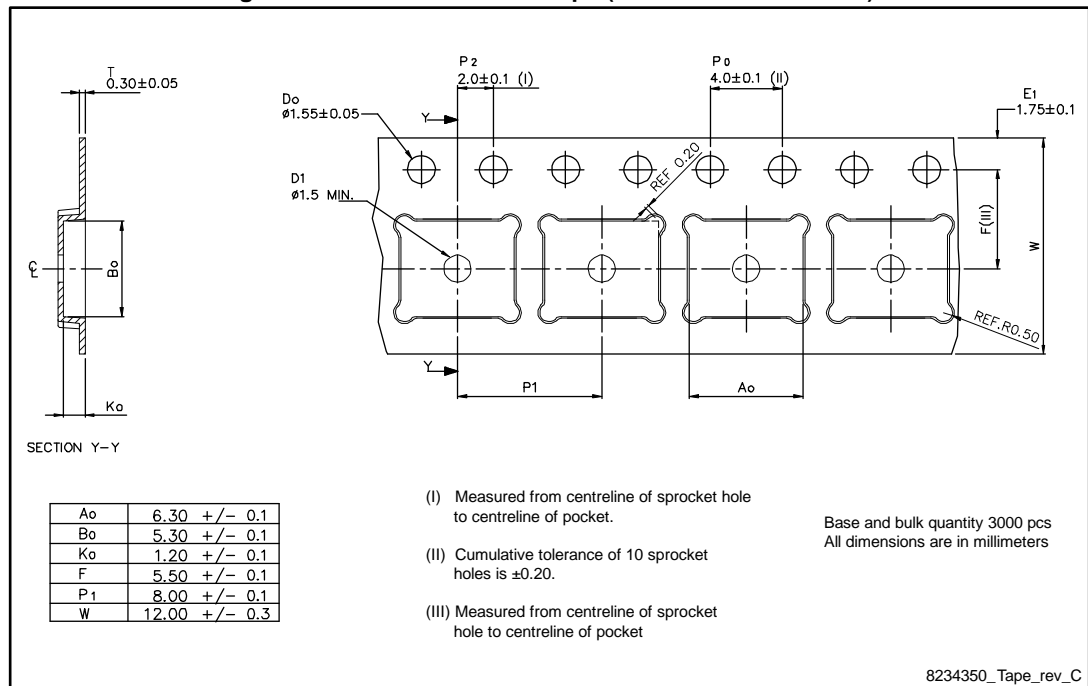 T
0.30±0.05
P2
2.0±0.1 (I)
Po
4.0±0.1 (II)
E1
1.75±0.1
Do
ø1.55±0.05
Y
REF 0.20
D1
ø1.5 MIN.
F(III)
W
Bo
℄
REF.R0.50
Y
P1
Ao
Ko
SECTION Y-Y
Ao 6.30 +/- 0.1
Bo 5.30 +/- 0.1
Ko 1.20 +/- 0.1
F 5.50 +/- 0.1
P1 8.00 +/- 0.1
W 12.00 +/- 0.3
(I) Measured from centreline of sprocket hole
to centreline of pocket.
(II) Cumulative tolerance of 10 sprocket
holes is ±0.20.
(III) Measured from centreline of sprocket
hole to centreline of pocket
Base and bulk quantity 3000 pcs
All dimensions are in millimeters
8234350_Tape_rev_C